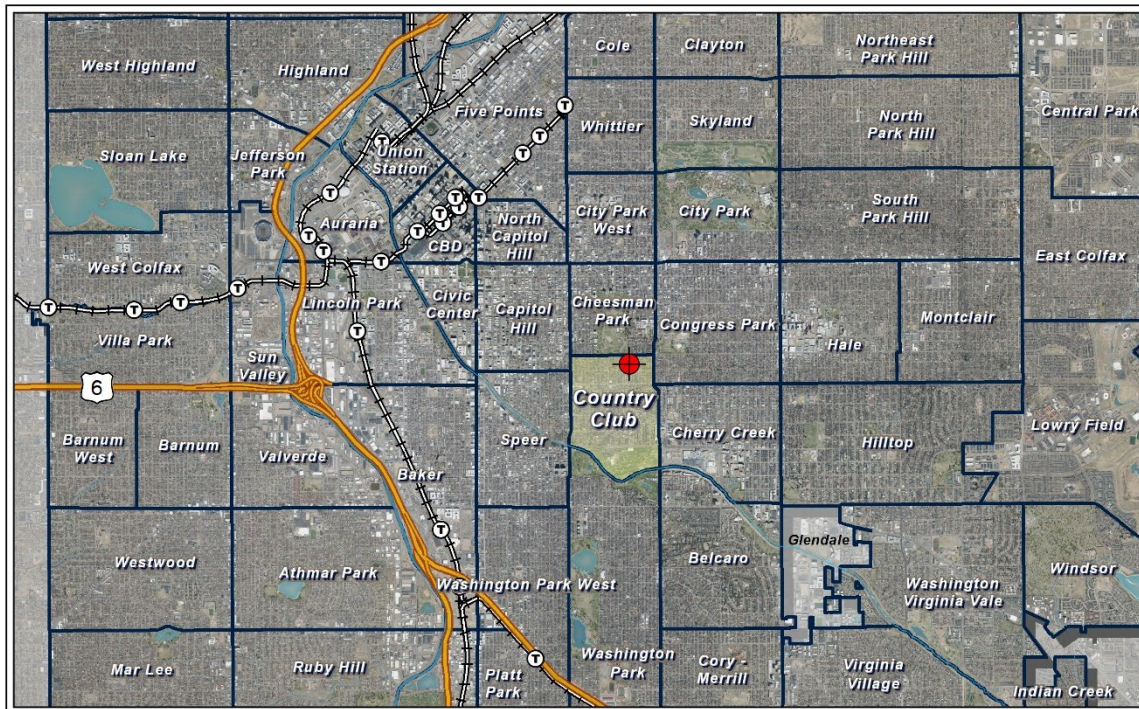 West Highland
Highland
Cole
Clayton
Northeast
Park Hill
Five Points
Whittier
Skyland
North
Park Hill
Central Park
Sloan Lake
Jefferson
Park
Union
Station
T
T
T
T
T
T
T
T
T
T
Auraria
CBD
North
Capitol
Hill
City Park
West
City Park
South
Park Hill
T
T
T
T
T
East Colfax
West Colfax
T
T
T
T
T
Lincoln Park
Civic
Center
Capitol
Hill
Cheesman
Park
Congress Park
Hale
Montclair
Villa Park
Sun
Valley
6
Country
Club
Barnum
West
Barnum
Valverde
Baker
Speer
Cherry Creek
Hilltop
Lowry Field
T
Westwood
Athmar Park
Washington Park West
Belcaro
Glendale
Washington
Virginia Vale
Windsor
Mar Lee
Ruby Hill
T
Platt
Park
Washington
Park
Cory -
Merrill
Virginia
Village
Indian Creek